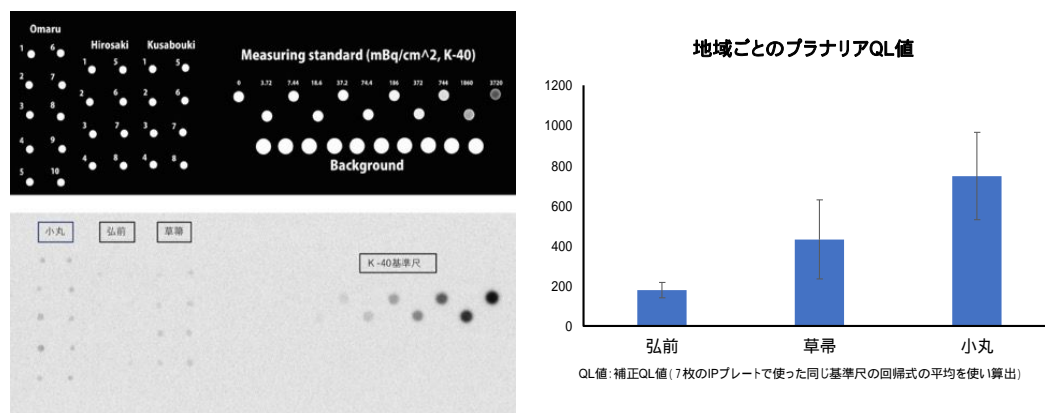 Omaru
Hirosaki Kusabouki
1 6 1 5 1 5
2 7 2 6 2 6
3 8 3 7 3 7
4 9 4 8 4 8
5 10
Measuring standard (mBq/cm^2, K-40)
0 3.72 7.44 18.6 37.2 74.4 186 372 744 1860 3720
Background
小丸 弘前 草箒
K-40基準尺
地域ごとのプラナリアQL値
1200
1000
800
600
400
200
0
弘前 草帚 小丸
QL値:補正QL値(7枚のIPプレートで使った同じ基準尺の回帰式の平均を使い算出)